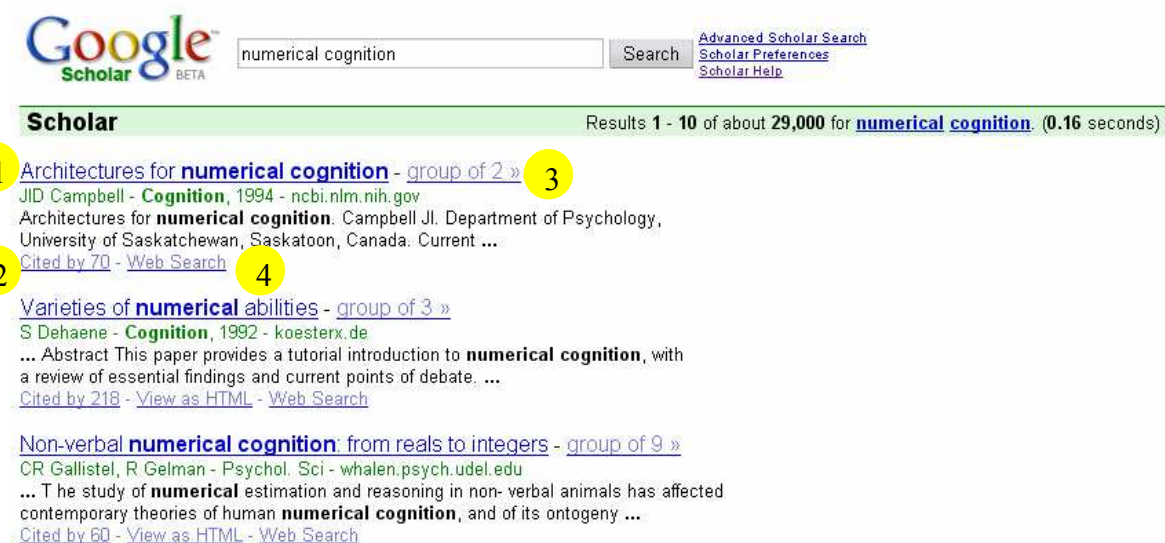 Google™
Scholar BETA
numerical cognition
Search
Advanced Scholar Search
Scholar Preferences
Scholar Help
Scholar
Results 1 - 10 of about 29,000 for numerical cognition. (0.16 seconds)
1 Architectures for numerical cognition - group of 2 » 3
JID Campbell - Cognition, 1994 - ncbi.nlm.nih.gov
Architectures for numerical cognition. Campbell JI. Department of Psychology,
University of Saskatchewan, Saskatoon, Canada. Current ...
2 Cited by 70 - Web Search 4
Varieties of numerical abilities - group of 3 »
S Dehaene - Cognition, 1992 - koesterx.de
... Abstract This paper provides a tutorial introduction to numerical cognition, with
a review of essential findings and current points of debate. ...
Cited by 218 - View as HTML - Web Search
Non-verbal numerical cognition: from reals to integers - group of 9 »
CR Gallistel, R Gelman - Psychol. Sci - whalen.psych.udel.edu
... T he study of numerical estimation and reasoning in non- verbal animals has affected
contemporary theories of human numerical cognition, and of its ontogeny ...
Cited by 60 - View as HTML - Web Search